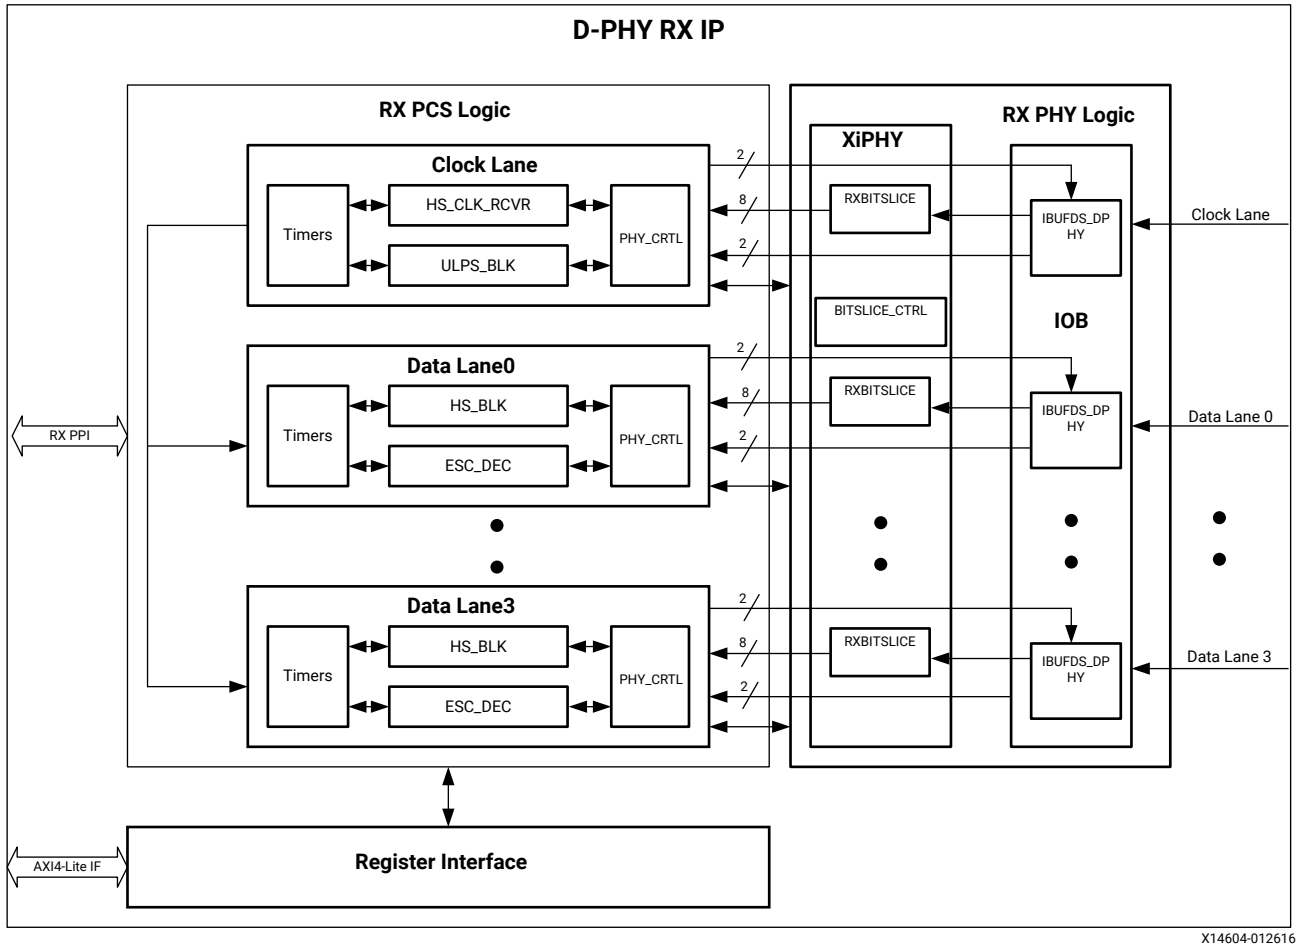 D-PHY RX IP
RX PCS Logic
RX PHY Logic
XiPHY
Clock Lane
Timers
HS_CLK_RCVR
ULPS_BLK
PHY_CRTL
2
8
2
RXBITSLICE
IBUFDS_DP
HY
Clock Lane
BITSLICE_CTRL
IOB
Data Lane0
Timers
HS_BLK
ESC_DEC
PHY_CRTL
2
8
2
RXBITSLICE
IBUFDS_DP
HY
Data Lane 0
RX PPI
Data Lane3
Timers
HS_BLK
ESC_DEC
PHY_CRTL
2
8
2
RXBITSLICE
IBUFDS_DP
HY
Data Lane 3
Register Interface
AXI4-Lite IF
X14604-012616